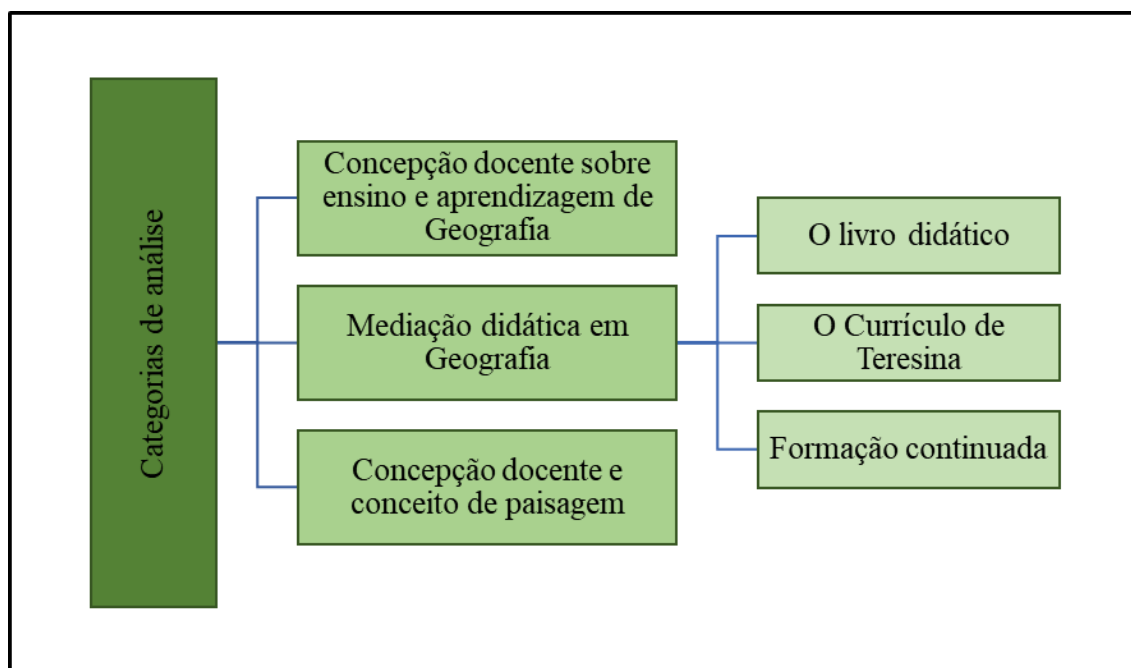 Categorias de análise
Concepção docente sobre
ensino e aprendizagem de
Geografia
Mediação didática em
Geografia
Concepção docente e
conceito de paisagem
O livro didático
O Currículo de
Teresina
Formação continuada